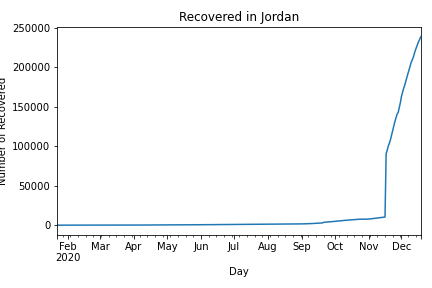 Recovered in Jordan
Number of Recovered
250000
200000
150000
100000
50000
0
Feb Mar Apr May Jun Jul Aug Sep Oct Nov Dec
2020
Day